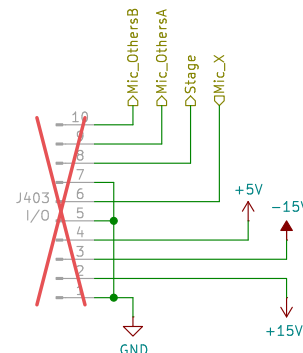 Mic_OthersB
Mic_OthersA
Stage
Mic_X
10
9
8
7
6
5
4
3
2
1
J403
I/O
+5V
-15V
+15V
GND